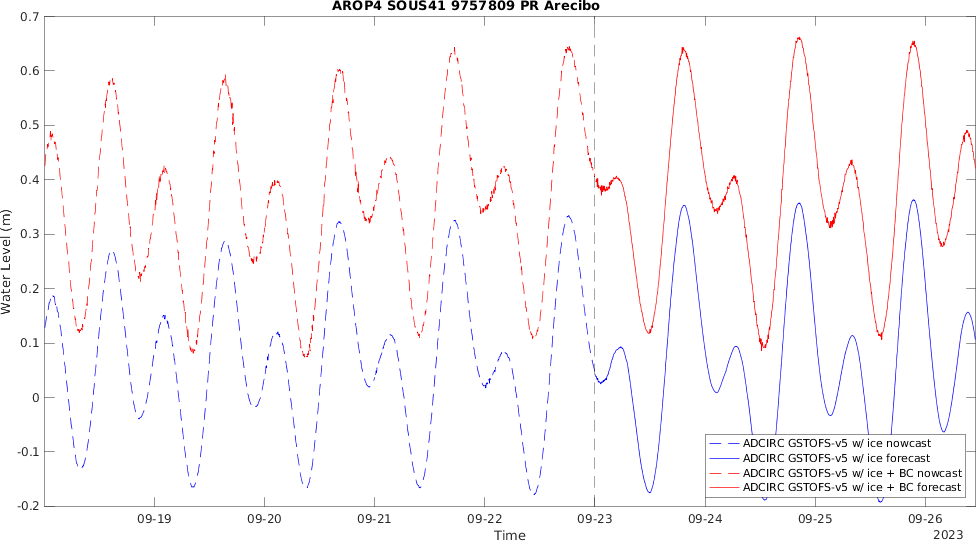 AROP4 SOUS41 9757809 PR Arecibo
Water Level (m)
0.7
0.6
0.5
0.4
0.3
0.2
0.1
0
-0.1
-0.2
ADCIRC GSTOFS-v5 w/ ice nowcast
ADCIRC GSTOFS-v5 w/ ice forecast
ADCIRC GSTOFS-v5 w/ ice + BC nowcast
ADCIRC GSTOFS-v5 w/ ice + BC forecast
09-19 09-20 09-21 09-22 09-23 09-24 09-25 09-26
Time
2023